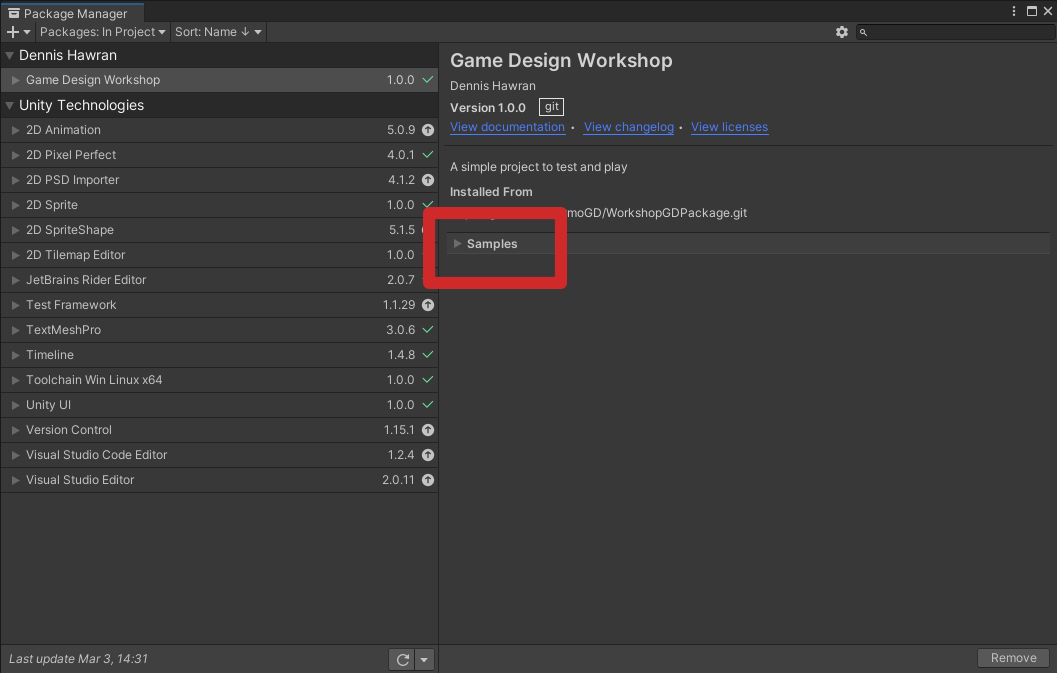 Package Manager
Packages: In Project Sort: Name ↓
Dennis Hawran
Game Design Workshop 1.0.0
Unity Technologies
2D Animation 5.0.9
2D Pixel Perfect 4.0.1
2D PSD Importer 4.1.2
2D Sprite 1.0.0
2D SpriteShape 5.1.5
2D Tilemap Editor 1.0.0
JetBrains Rider Editor 2.0.7
Test Framework 1.1.29
TextMeshPro 3.0.6
Timeline 1.4.8
Toolchain Win Linux x64 1.0.0
Unity UI 1.0.0
Version Control 1.15.1
Visual Studio Code Editor 1.2.4
Visual Studio Editor 2.0.11
Last update Mar 3, 14:31
Game Design Workshop
Dennis Hawran
Version 1.0.0 git
View documentation • View changelog • View licenses
A simple project to test and play
Installed From
moGD/WorkshopGDPackage.git
Samples
Remove